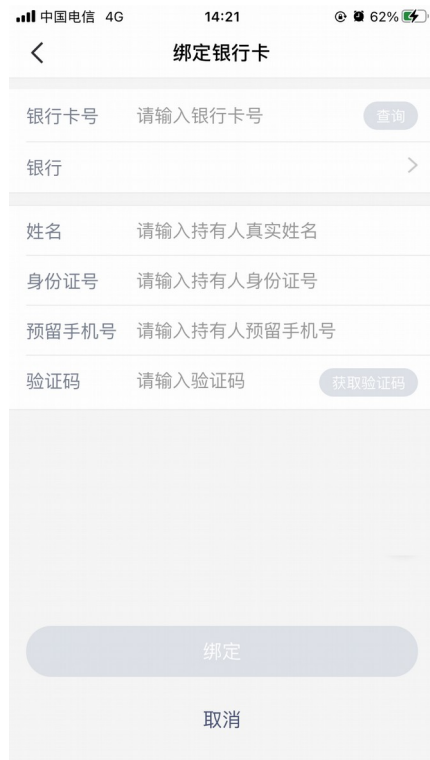 中国电信 4G 14:21 62%
绑定银行卡
银行卡号 请输入银行卡号 查询
银行
姓名 请输入持有人真实姓名
身份证号 请输入持有人身份证号
预留手机号 请输入持有人预留手机号
验证码 请输入验证码 获取验证码
绑定
取消